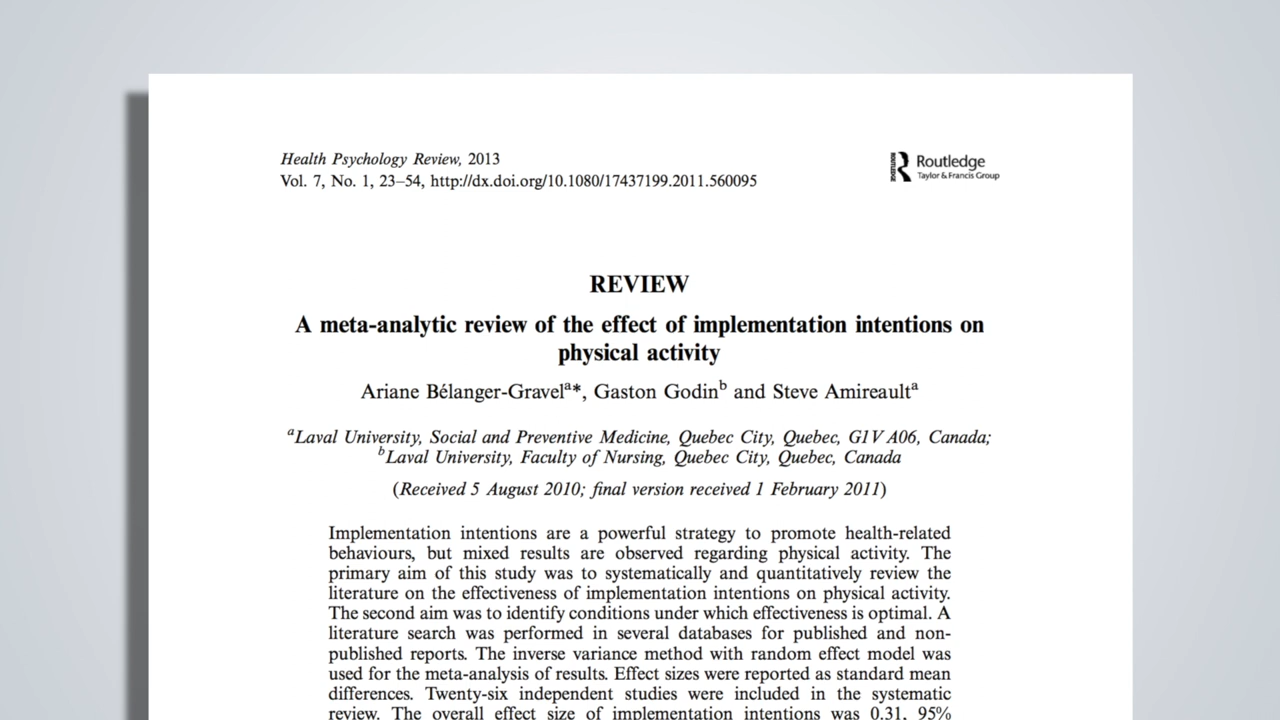 Health Psychology Review, 2013
Vol. 7, No. 1, 23–54, http://dx.doi.org/10.1080/17437199.2011.560095
ROUTLEDGE
Routledge
Taylor & Francis Group
REVIEW
A meta-analytic review of the effect of implementation intentions on
physical activity
Ariane Bélanger-Gravelᵃ*, Gaston Godinᵇ and Steve Amireaultᵃ
ᵃLaval University, Social and Preventive Medicine, Quebec City, Quebec, G1V A06, Canada;
ᵇLaval University, Faculty of Nursing, Quebec City, Quebec, Canada
(Received 5 August 2010; final version received 1 February 2011)
Implementation intentions are a powerful strategy to promote health-related
behaviours, but mixed results are observed regarding physical activity. The
primary aim of this study was to systematically and quantitatively review the
literature on the effectiveness of implementation intentions on physical activity.
The second aim was to identify conditions under which effectiveness is optimal. A
literature search was performed in several databases for published and non-
published reports. The inverse variance method with random effect model was
used for the meta-analysis of results. Effect sizes were reported as standard mean
differences. Twenty-six independent studies were included in the systematic
review. The overall effect size of implementation intentions was 0.31, 95%